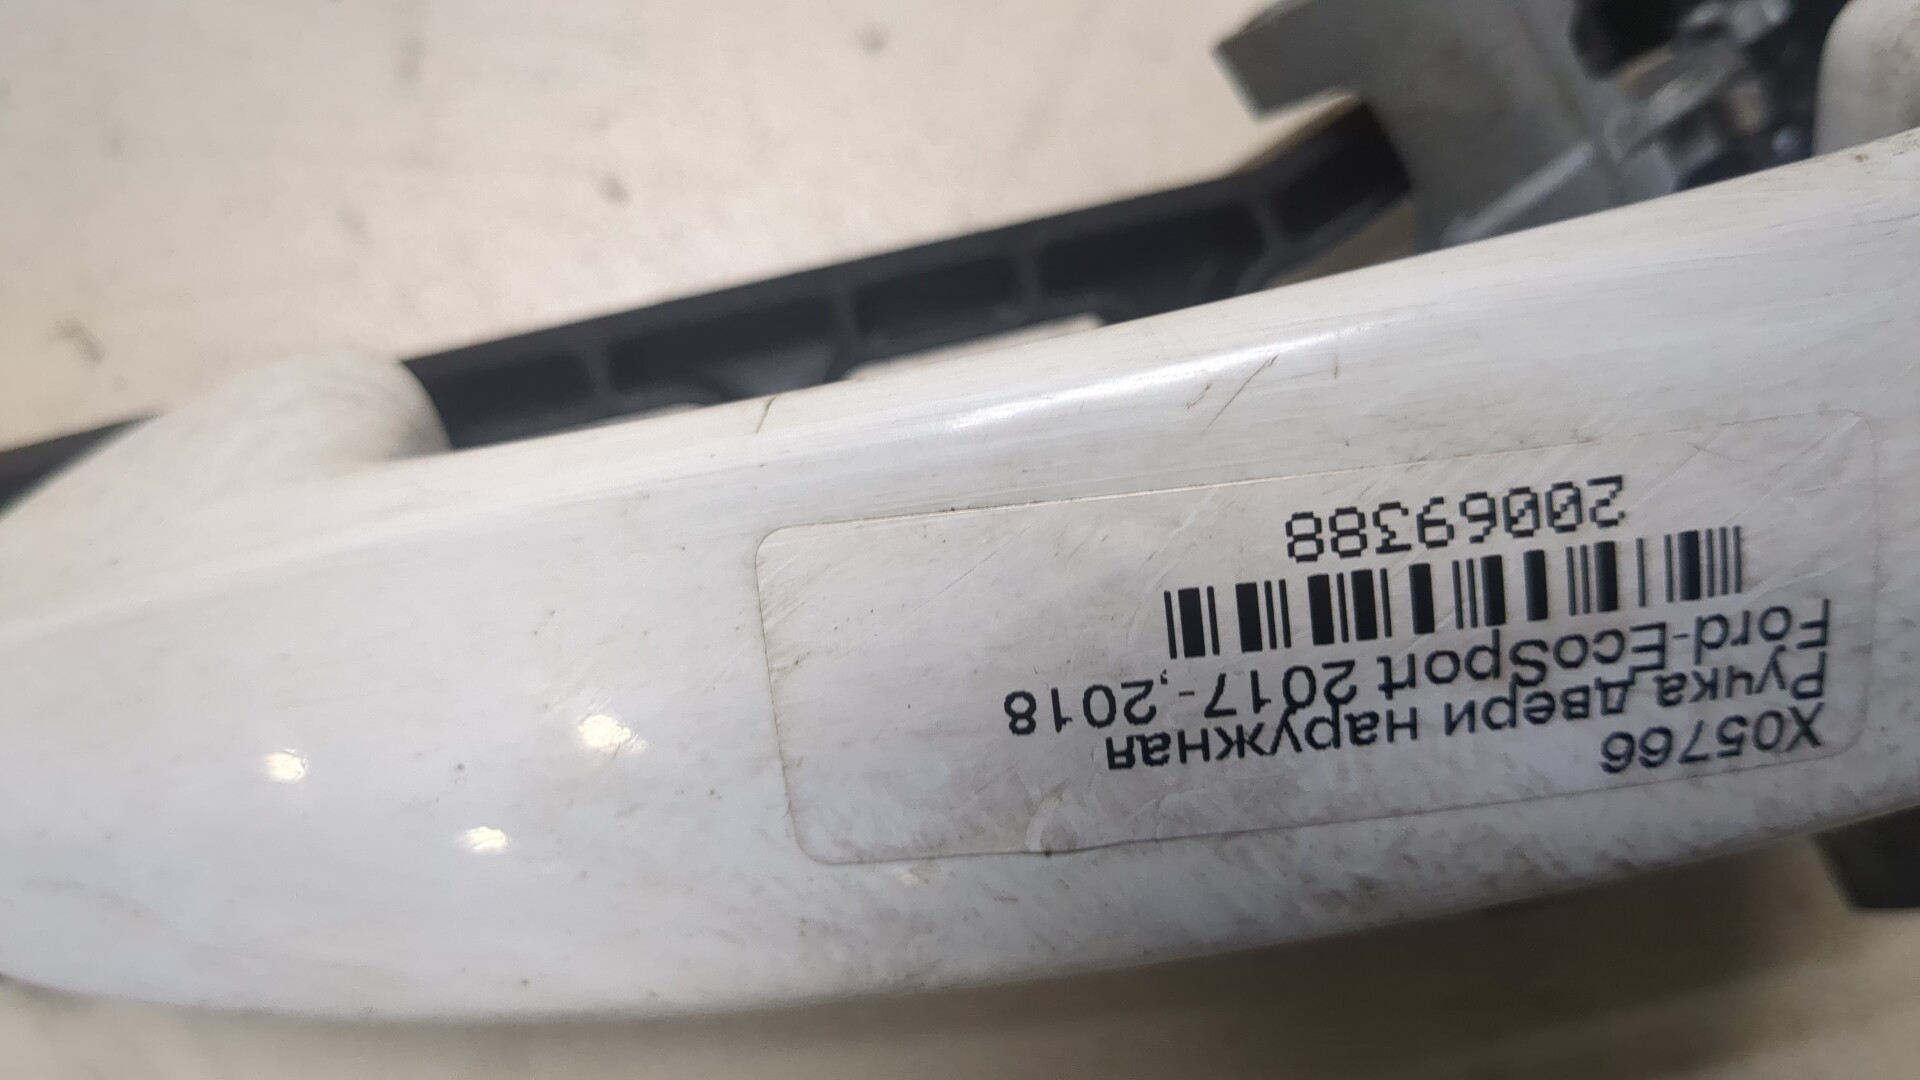 X05766
Ручка двери наружная
Ford-EcoSport 2017-,2018
20069388